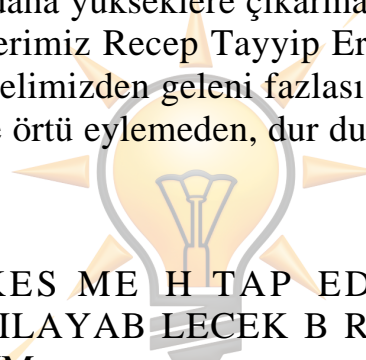 daha yükseklere çıkarma
erimiz Recep Tayyip Er
elimizden geleni fazlası
e örtü eylemeden, dur du
KES ME H TAP ED
ILAYAB LECEK B R